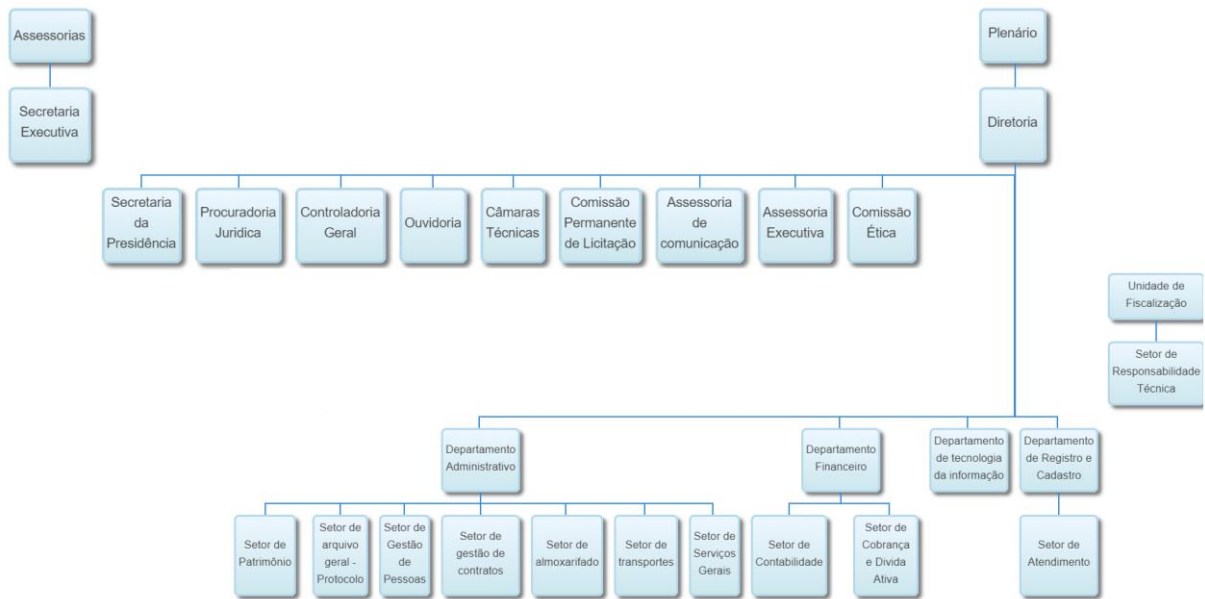 Assessorias
Secretaria
Executiva
Plenário
Diretoria
Secretaria
da
Presidência
Procuradoria
Juridica
Controladoria
Geral
Ouvidoria
Câmaras
Técnicas
Comissão
Permanente
de Licitação
Assessoria
de
comunicação
Assessoria
Executiva
Comissão
Ética
Unidade de
Fiscalização
Setor de
Responsabilidade
Técnica
Departamento
Administrativo
Departamento
Financeiro
Departamento
de tecnologia
da informação
Departamento
de Registro e
Cadastro
Setor de
Patrimônio
Setor de
arquivo
geral -
Protocolo
Setor de
Gestão
de
Pessoas
Setor de
gestão de
contratos
Setor de
almoxarifado
Setor de
transportes
Setor de
Serviços
Gerais
Setor de
Contabilidade
Setor de
Cobrança
e Divida
Ativa
Setor de
Atendimento